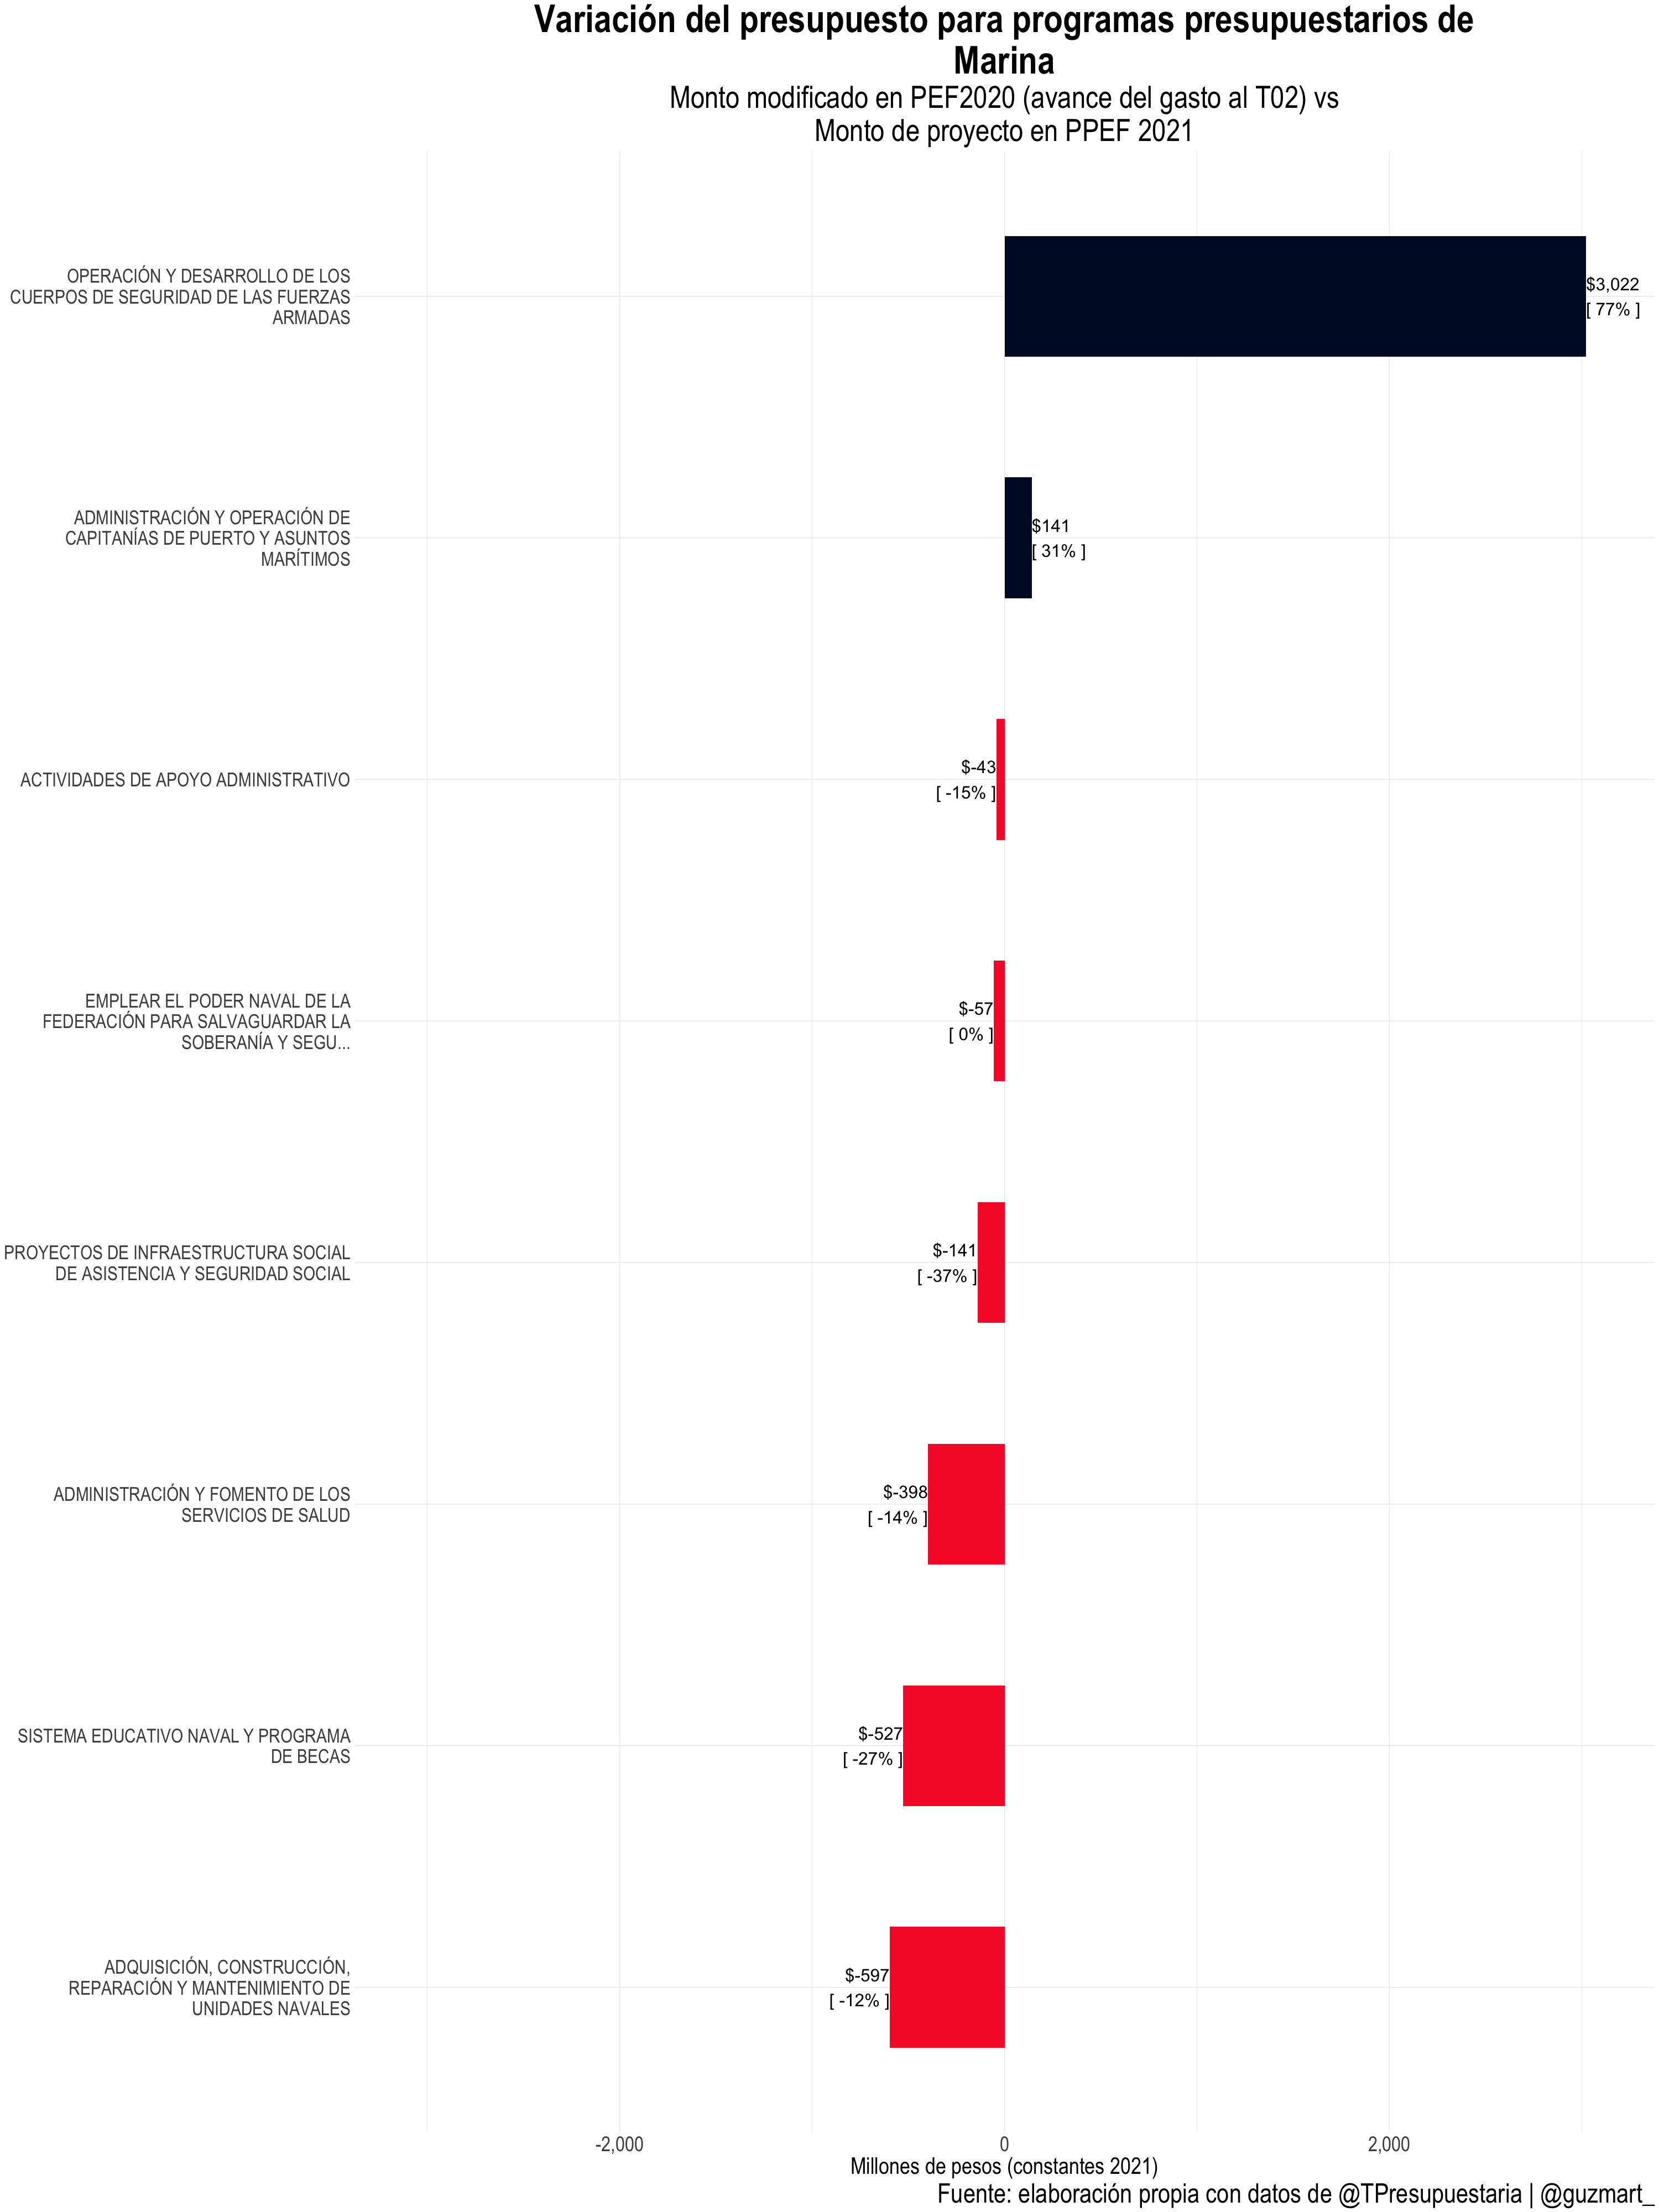 Variación del presupuesto para programas presupuestarios de
Marina
Monto modificado en PEF2020 (avance del gasto al T02) vs
Monto de proyecto en PPEF 2021
OPERACIÓN Y DESARROLLO DE LOS
CUERPOS DE SEGURIDAD DE LAS FUERZAS
ARMADAS
$3,022
[ 77% ]
ADMINISTRACIÓN Y OPERACIÓN DE
CAPITANÍAS DE PUERTO Y ASUNTOS
MARÍTIMOS
$141
[ 31% ]
ACTIVIDADES DE APOYO ADMINISTRATIVO
$-43
[ -15% ]
EMPLEAR EL PODER NAVAL DE LA
FEDERACIÓN PARA SALVAGUARDAR LA
SOBERANÍA Y SEGU...
$-57
[ 0% ]
PROYECTOS DE INFRAESTRUCTURA SOCIAL
DE ASISTENCIA Y SEGURIDAD SOCIAL
$-141
[ -37% ]
ADMINISTRACIÓN Y FOMENTO DE LOS
SERVICIOS DE SALUD
$-398
[ -14% ]
SISTEMA EDUCATIVO NAVAL Y PROGRAMA
DE BECAS
$-527
[ -27% ]
ADQUISICIÓN, CONSTRUCCIÓN,
REPARACIÓN Y MANTENIMIENTO DE
UNIDADES NAVALES
$-597
[ -12% ]
-2,000 0 2,000
Millones de pesos (constantes 2021)
Fuente: elaboración propia con datos de @TPresupuestaria | @guzmart_